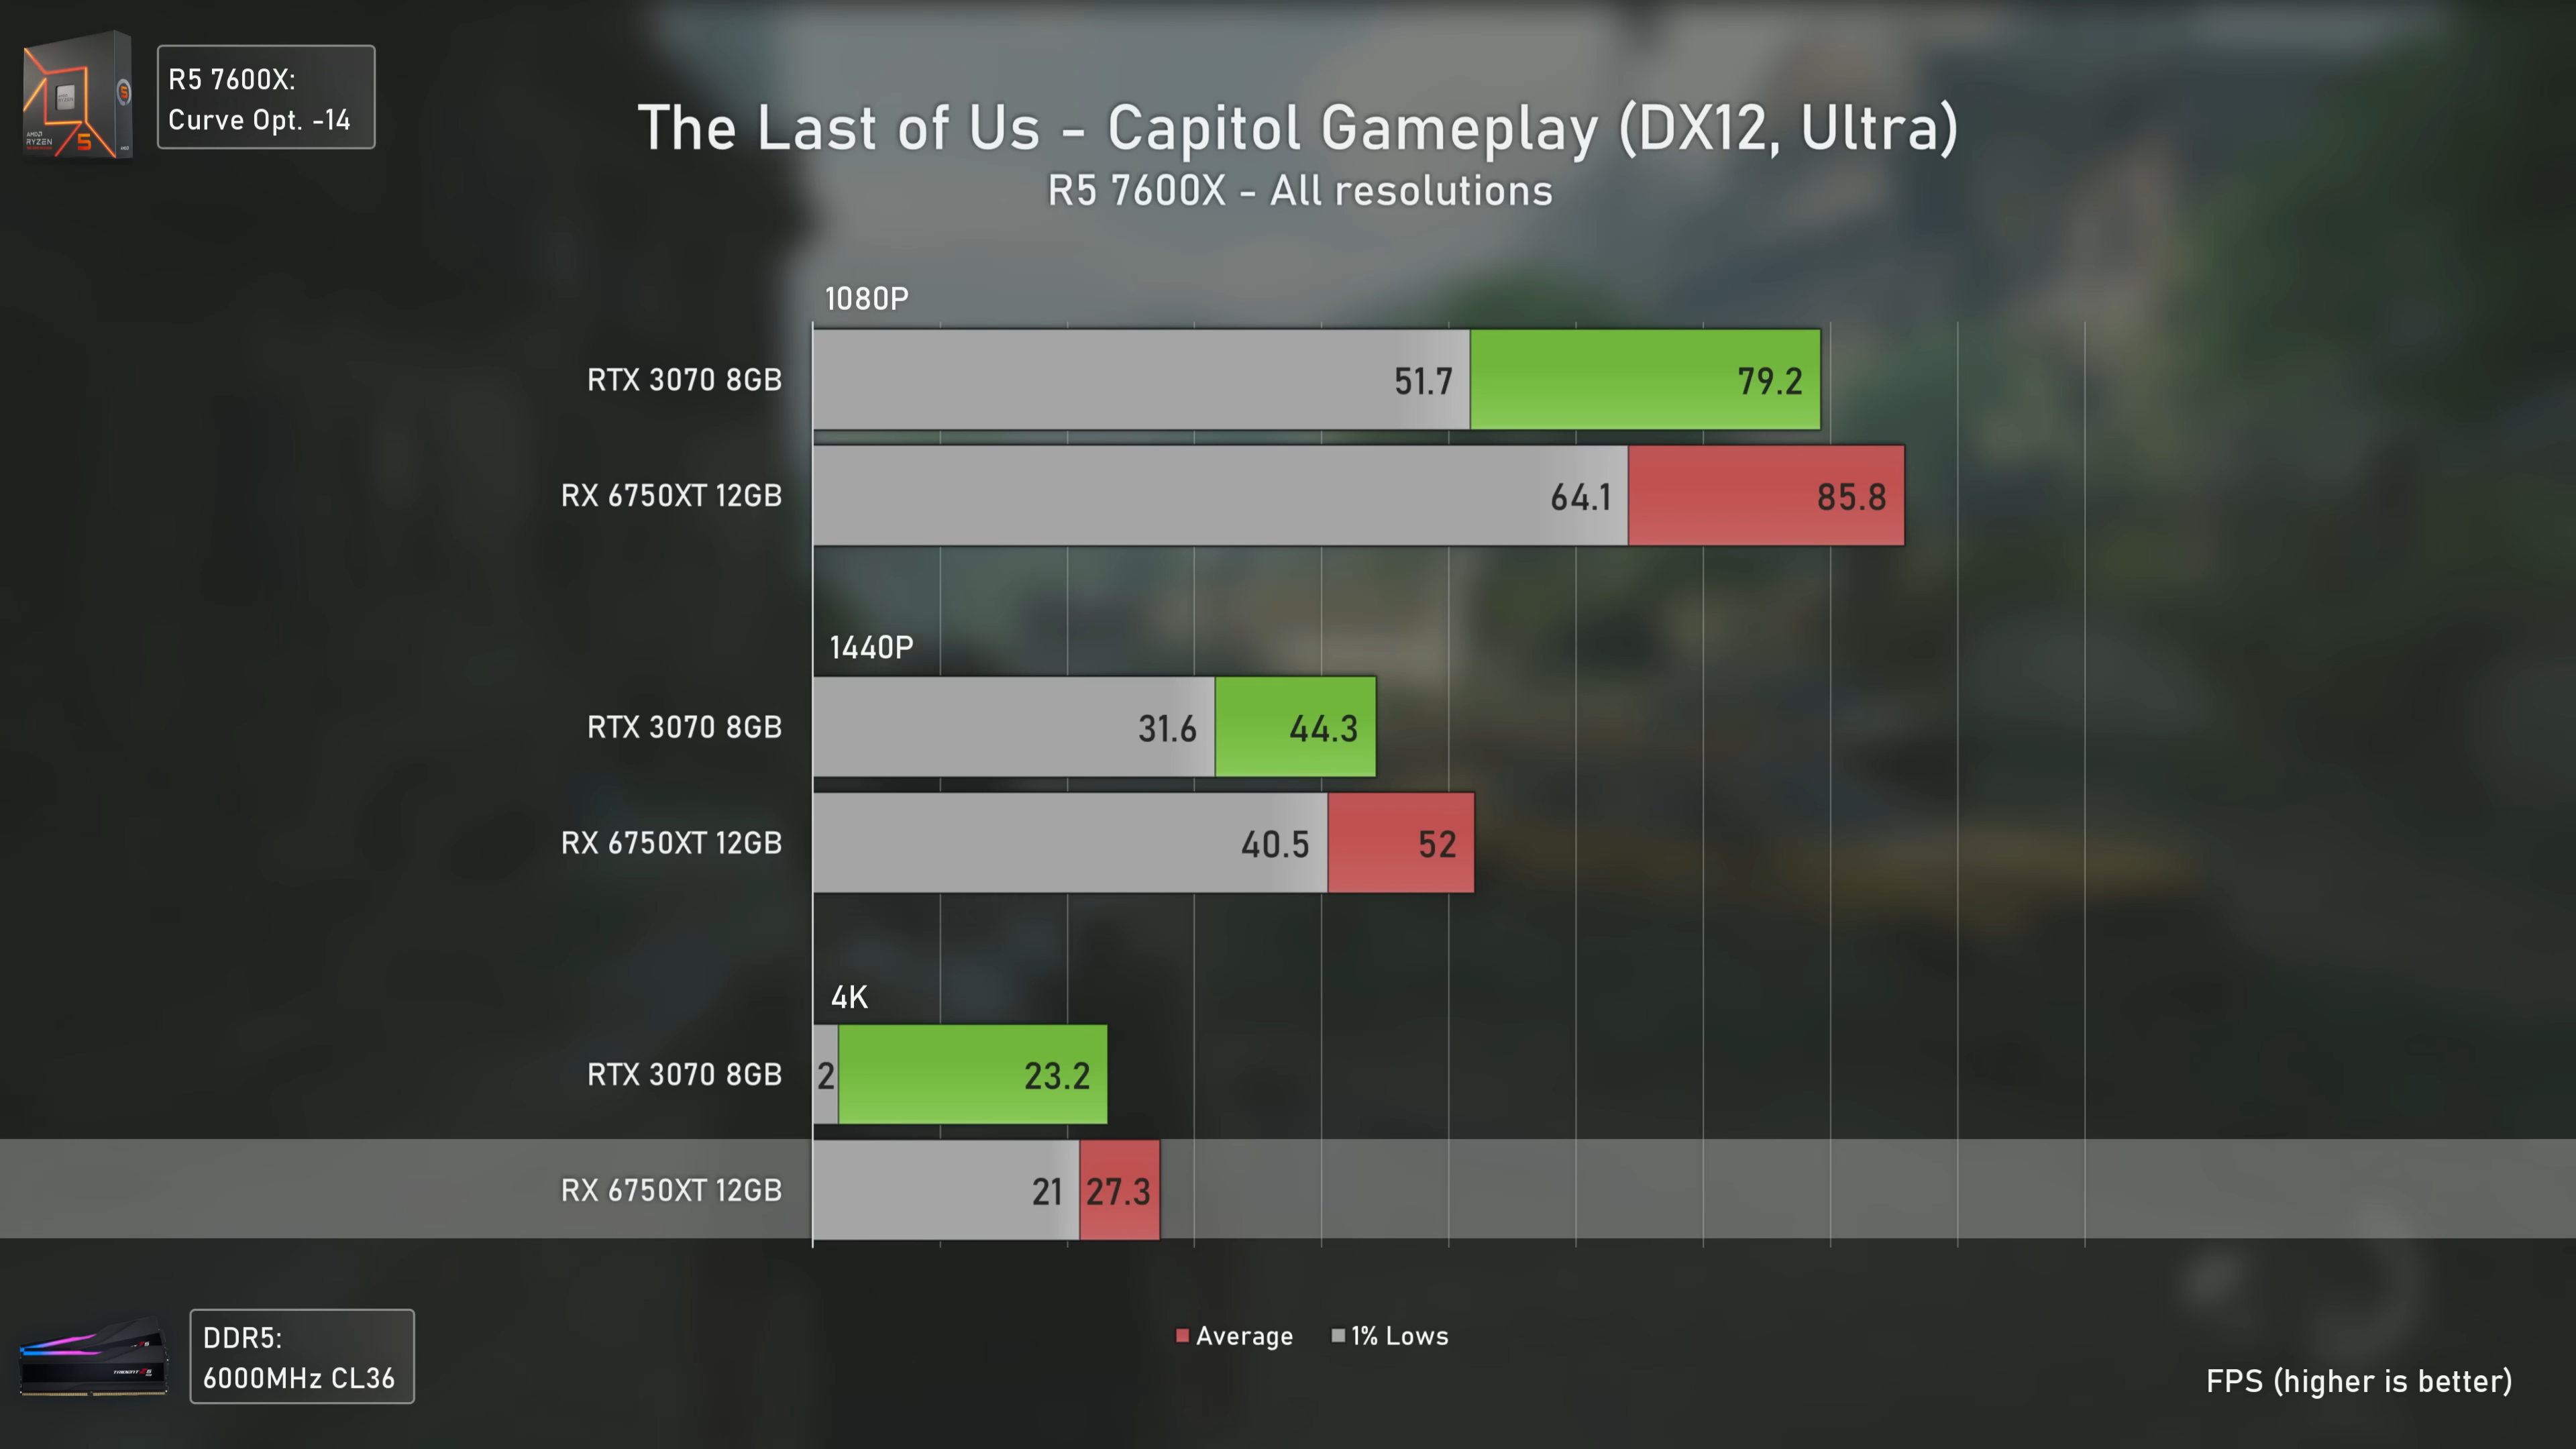 R5 7600X:
Curve Opt. -14
AMD
RYZEN
5
The Last of Us - Capitol Gameplay (DX12, Ultra)
R5 7600X - All resolutions
1080P
RTX 3070 8GB 51.7 79.2
RX 6750XT 12GB 64.1 85.8
1440P
RTX 3070 8GB 31.6 44.3
RX 6750XT 12GB 40.5 52
4K
RTX 3070 8GB 2 23.2
RX 6750XT 12GB 21 27.3
DDR5:
6000MHz CL36
Average 1% Lows
FPS (higher is better)